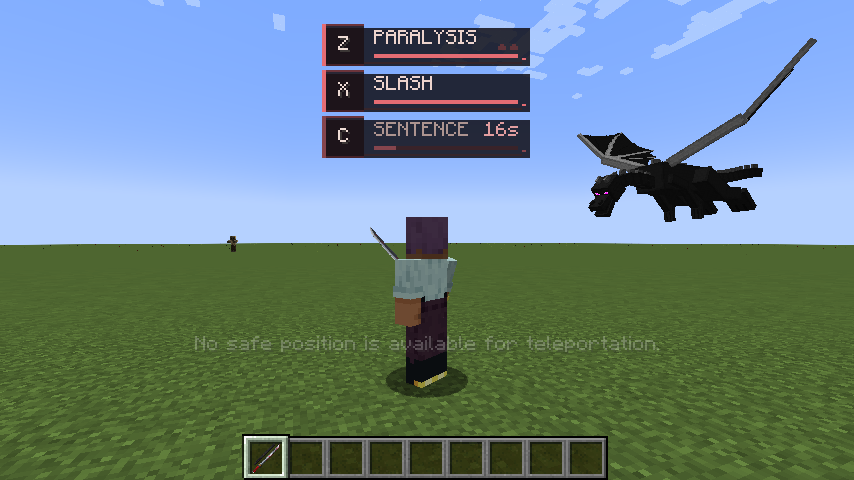 Z PARALYSIS
X SLASH
C SENTENCE 16s
No safe position is available for teleportation.